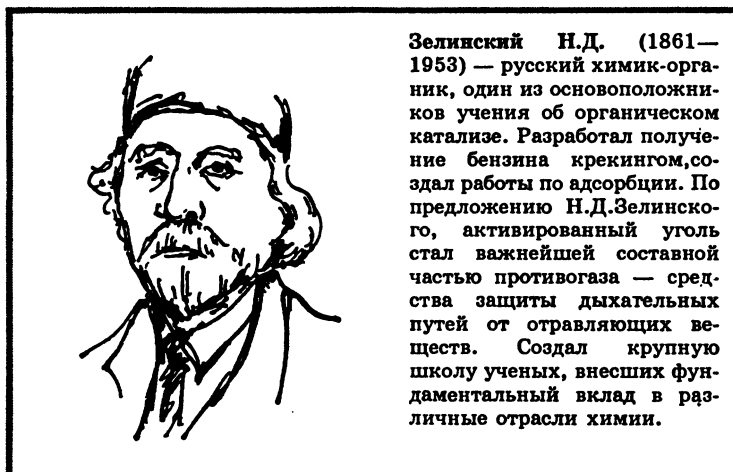 Зелинский Н.Д. (1861—
1953) — русский химик-орга-
ник, один из основоположни-
ков учения об органическом
катализе. Разработал получе-
ние бензина крекингом,со-
здал работы по адсорбции. По
предложению Н.Д.Зелинско-
го, активированный уголь
стал важнейшей составной
частью противогаза — сред-
ства защиты дыхательных
путей от отравляющих ве-
ществ. Создал крупную
школу ученых, внесших фун-
даментальный вклад в раз-
личные отрасли химии.